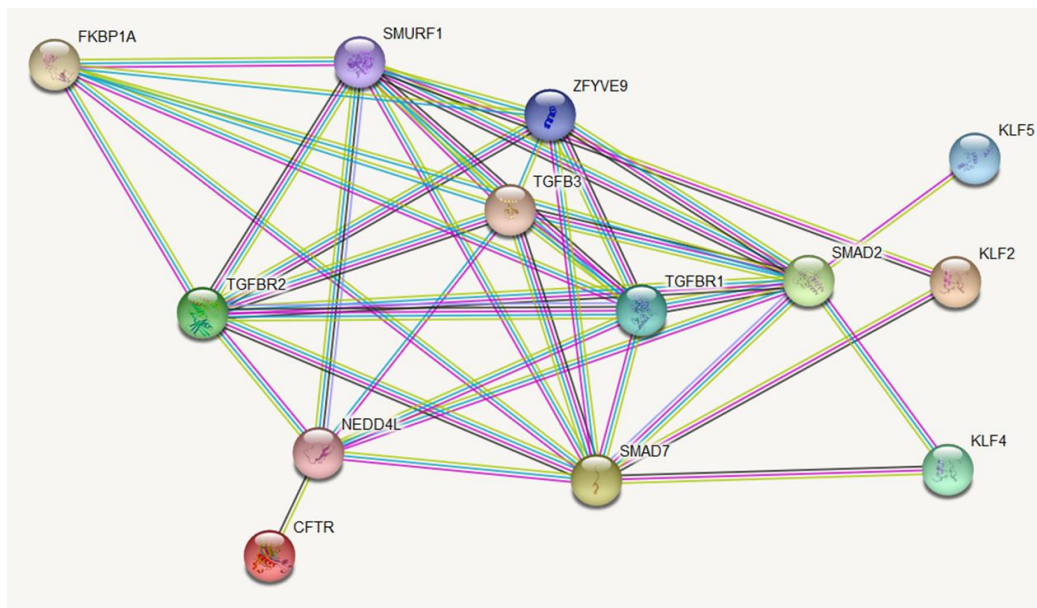 FKBP1A
SMURF1
ZFYVE9
KLF5
TGFB3
SMAD2
KLF2
TGFBR2
TGFBR1
NEDD4L
SMAD7
KLF4
CFTR